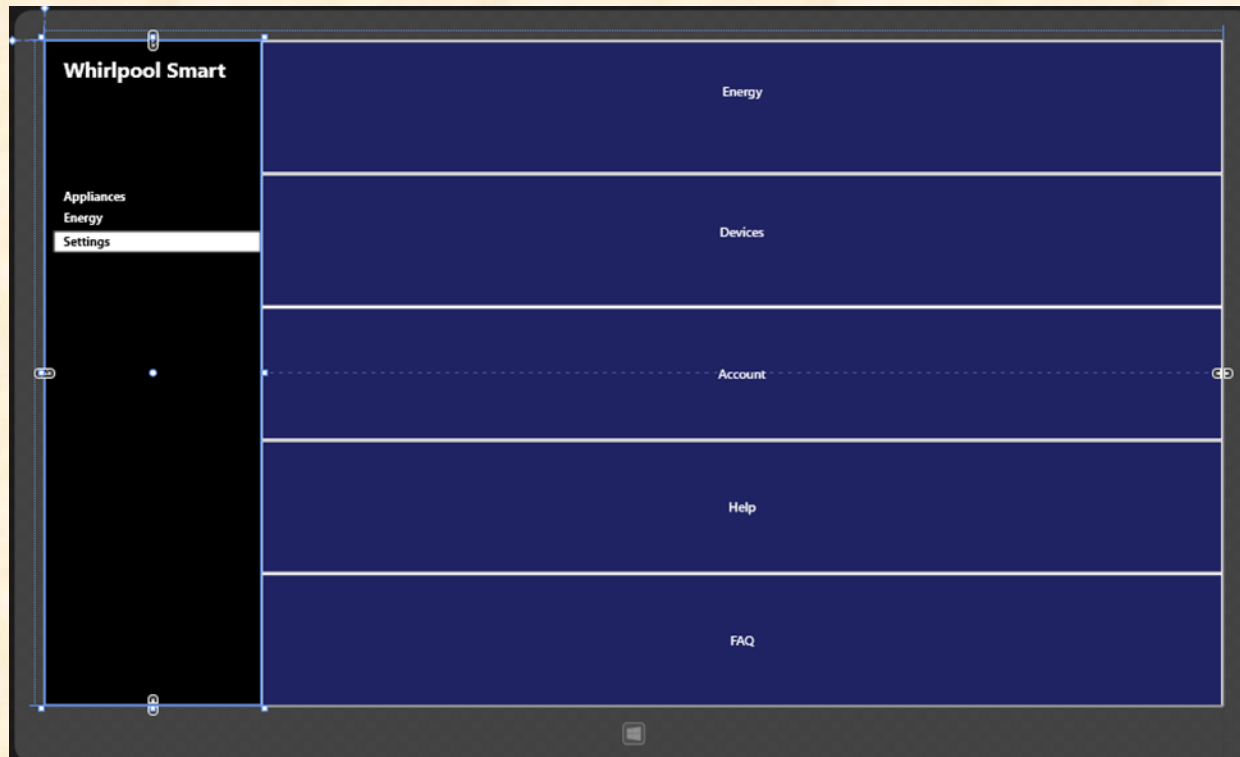 Whirlpool Smart
Appliances
Energy
Settings
Energy
Devices
Account
Help
FAQ